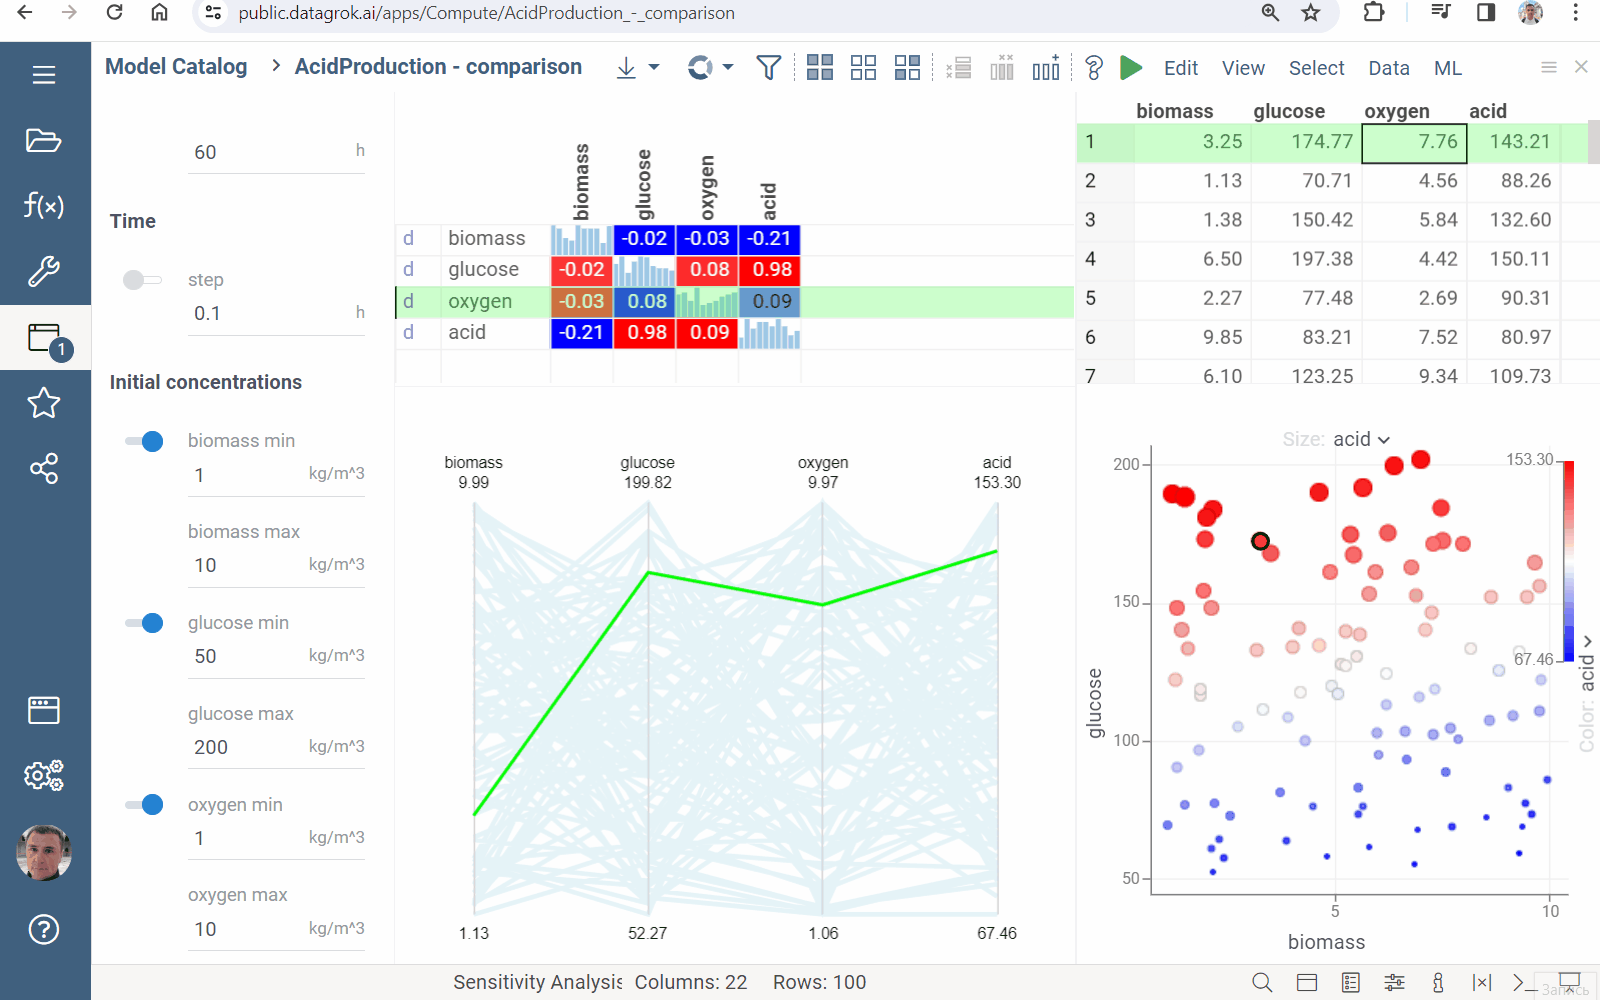 public.datagrok.ai/apps/Compute/AcidProduction_-_comparison
Model Catalog > AcidProduction - comparison
Edit View Select Data ML
f(x)
1
60 h
Time
step
0.1 h
Initial concentrations
biomass min
1 kg/m^3
biomass max
10 kg/m^3
glucose min
50 kg/m^3
glucose max
200 kg/m^3
oxygen min
1 kg/m^3
oxygen max
10 kg/m^3
biomass glucose oxygen acid
d biomass -0.02 -0.03 -0.21
d glucose -0.02 0.08 0.98
d oxygen -0.03 0.08 0.09
d acid -0.21 0.98 0.09
biomass glucose oxygen acid
1 3.25 174.77 7.76 143.21
2 1.13 70.71 4.56 88.26
3 1.38 150.42 5.84 132.60
4 6.50 197.38 4.42 150.11
5 2.27 77.48 2.69 90.31
6 9.85 83.21 7.52 80.97
7 6.10 123.25 9.34 109.73
biomass glucose oxygen acid
9.99 199.82 9.97 153.30
1.13 52.27 1.06 67.46
Size: acid
200
150
100
50
glucose
5 10
biomass
153.30
67.46
Color: acid
Sensitivity Analysis Columns: 22 Rows: 100
Запись